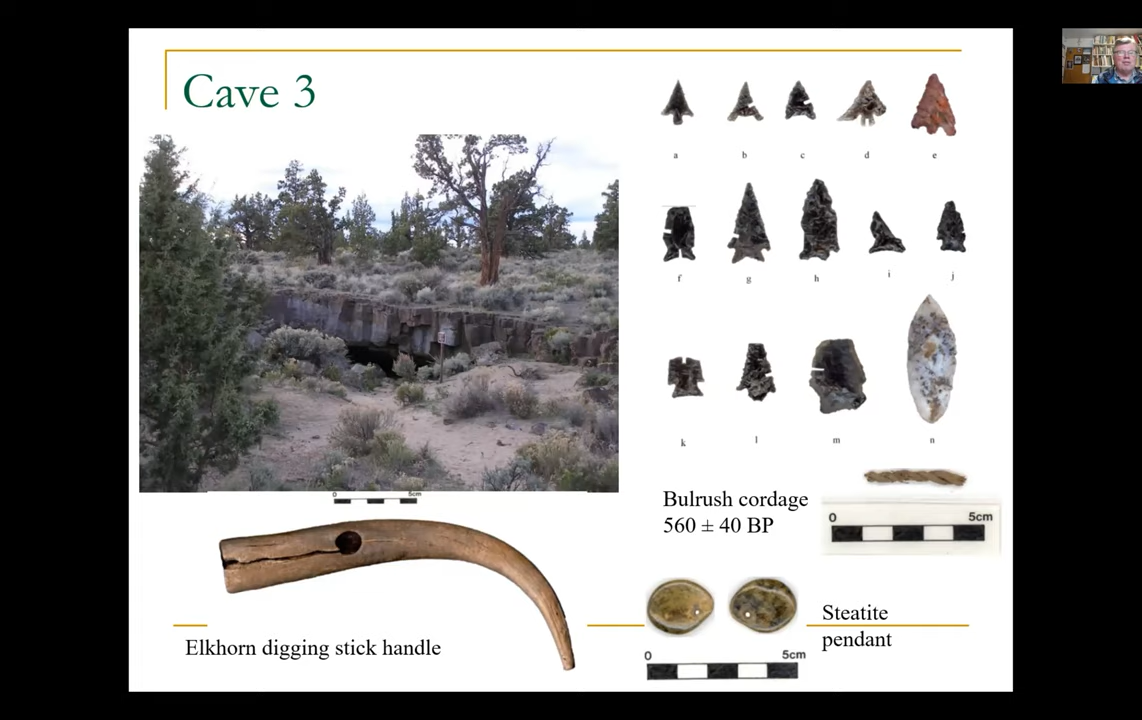 Cave 3
a b c d e
f g h i j
k l m n
0 5cm
Bulrush cordage
560 ± 40 BP
0 5cm
Elkhorn digging stick handle
Steatite
pendant
0 5cm